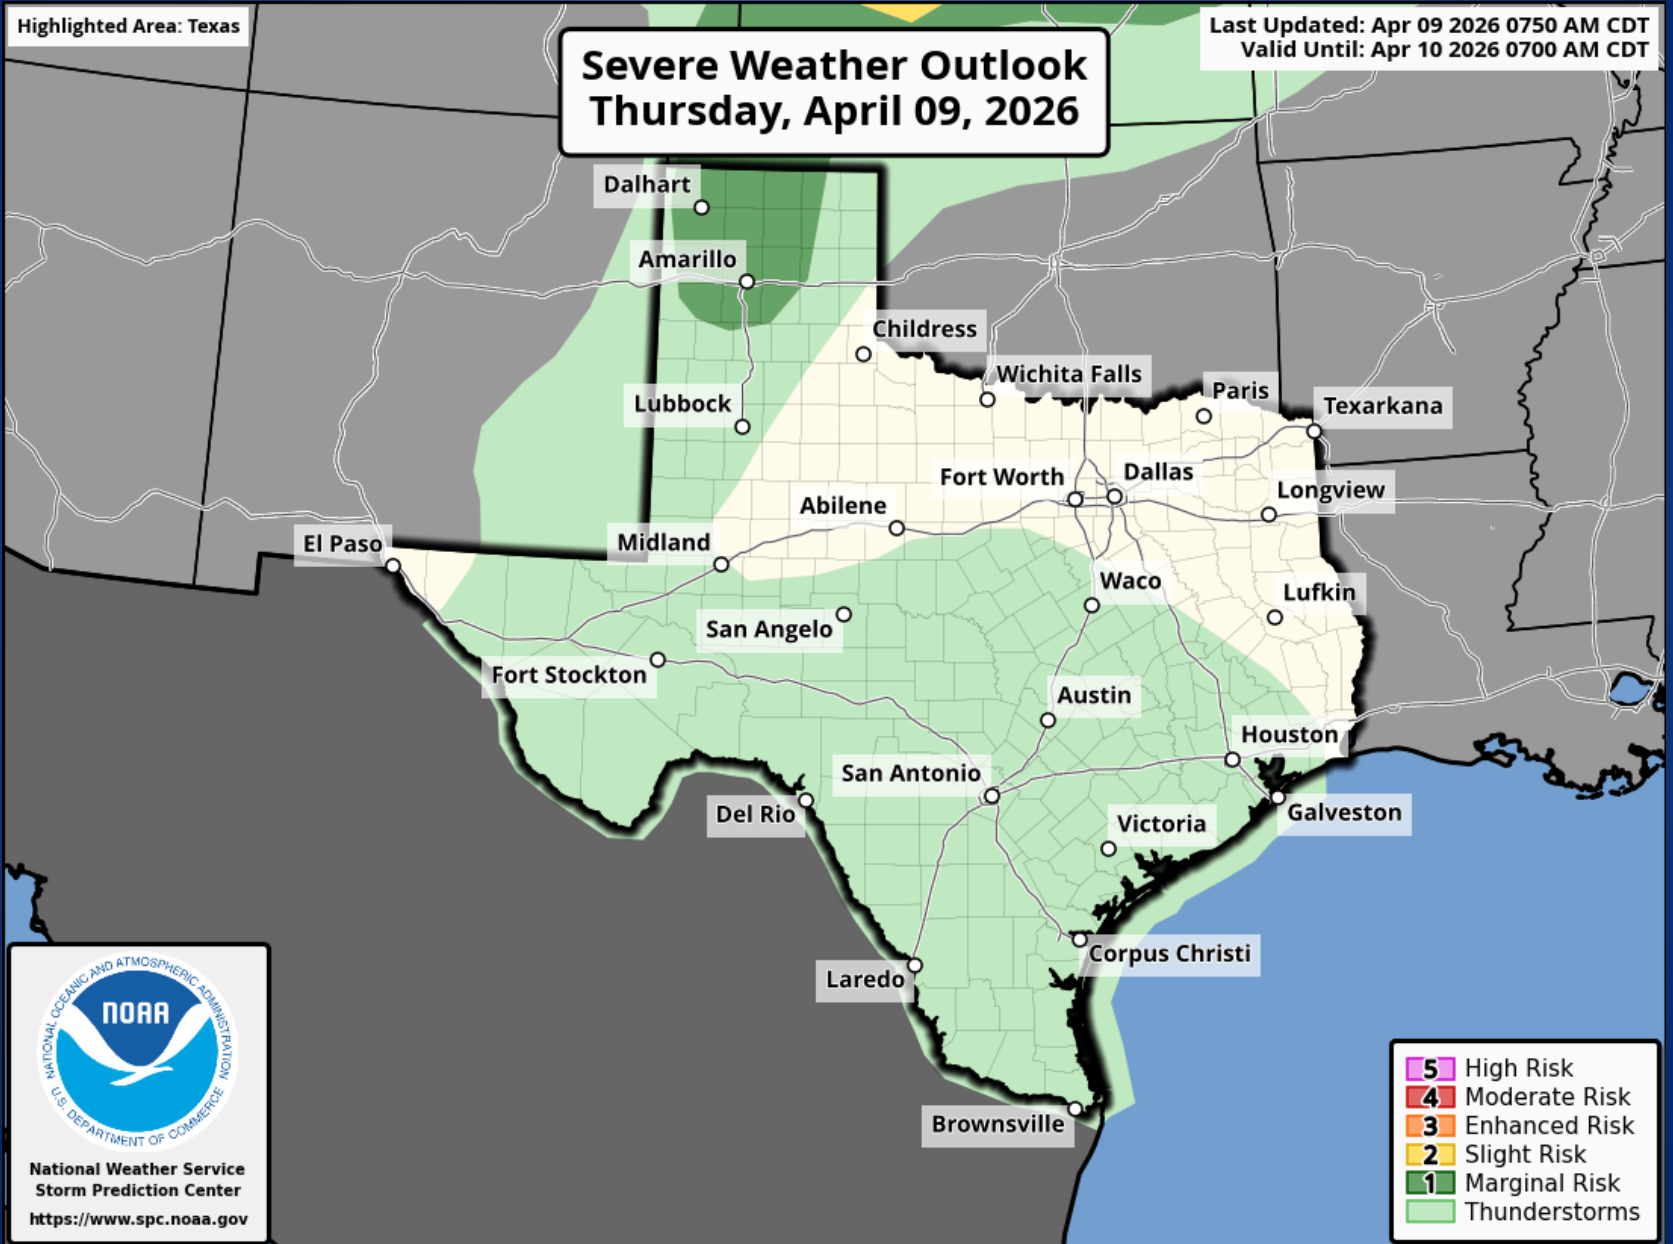 Highlighted Area: Texas
Last Updated: Apr 09 2026 0750 AM CDT
Valid Until: Apr 10 2026 0700 AM CDT
Severe Weather Outlook
Thursday, April 09, 2026
Dalhart
Amarillo
Childress
Wichita Falls
Paris
Texarkana
Lubbock
Fort Worth
Dallas
Longview
Abilene
El Paso
Midland
Waco
Lufkin
San Angelo
Fort Stockton
Austin
Houston
San Antonio
Del Rio
Galveston
Victoria
Corpus Christi
Laredo
Brownsville
NATIONAL OCEANIC AND ATMOSPHERIC ADMINISTRATION
NOAA
U.S. DEPARTMENT OF COMMERCE
National Weather Service
Storm Prediction Center
https://www.spc.noaa.gov
5 High Risk
4 Moderate Risk
3 Enhanced Risk
2 Slight Risk
1 Marginal Risk
Thunderstorms